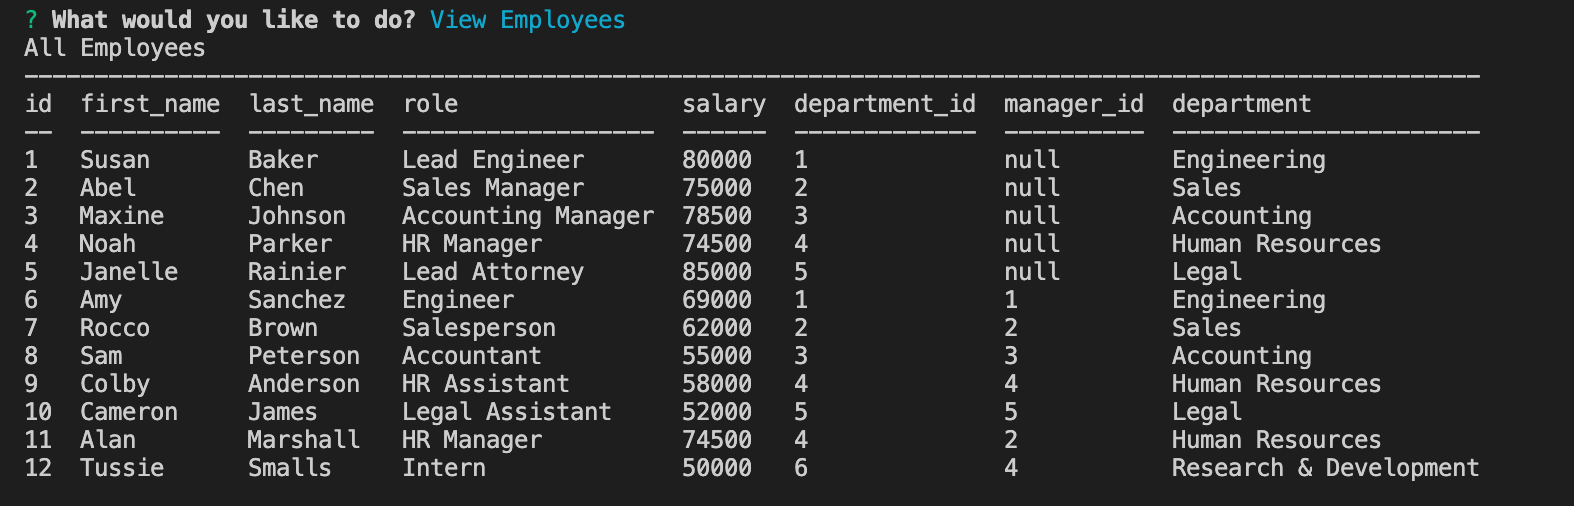 ? What would you like to do? View Employees
All Employees
--------------------------------------------------------------------------------------------------------
id  first_name  last_name  role                salary  department_id  manager_id  department
--  ----------  ---------  ------------------  ------  -------------  ----------  ----------------------
1   Susan       Baker      Lead Engineer       80000   1              null        Engineering
2   Abel        Chen       Sales Manager       75000   2              null        Sales
3   Maxine      Johnson    Accounting Manager  78500   3              null        Accounting
4   Noah        Parker     HR Manager          74500   4              null        Human Resources
5   Janelle     Rainier    Lead Attorney       85000   5              null        Legal
6   Amy         Sanchez    Engineer            69000   1              1           Engineering
7   Rocco       Brown      Salesperson         62000   2              2           Sales
8   Sam         Peterson   Accountant          55000   3              3           Accounting
9   Colby       Anderson   HR Assistant        58000   4              4           Human Resources
10  Cameron     James      Legal Assistant     52000   5              5           Legal
11  Alan        Marshall   HR Manager          74500   4              2           Human Resources
12  Tussie      Smalls     Intern              50000   6              4           Research & Development